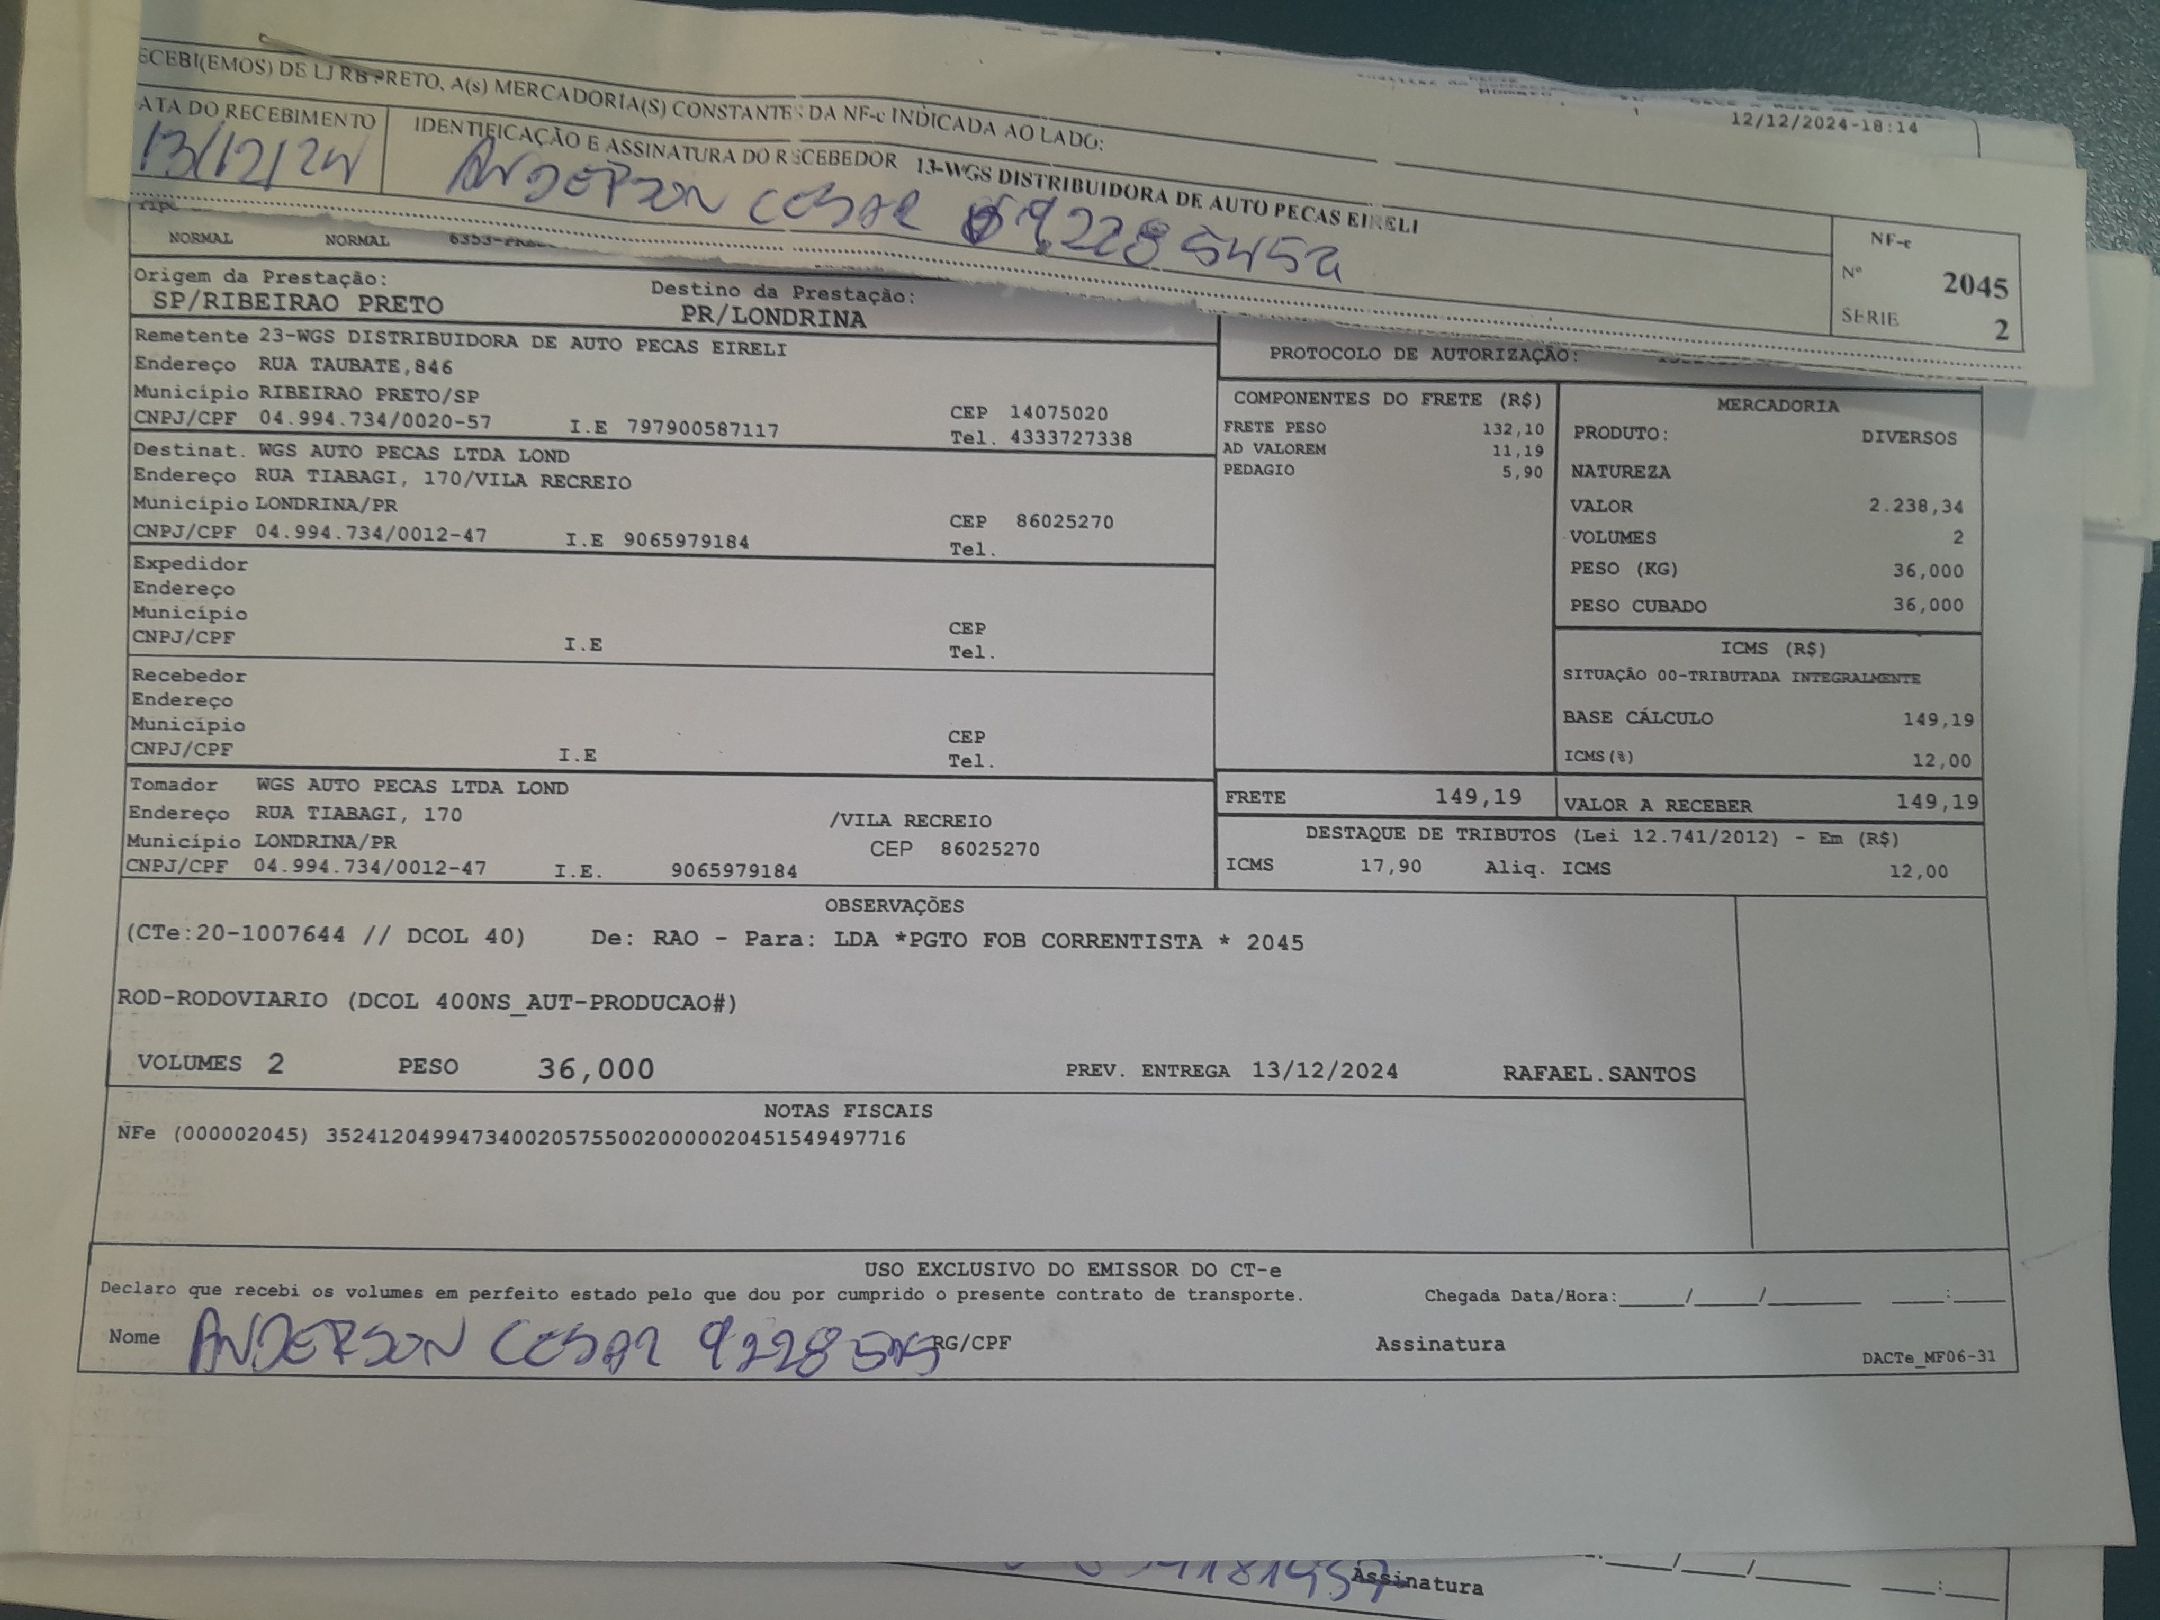 ECEBI(EMOS) DE LJ RB PRETO, A(s) MERCADORIA(S) CONSTANTES DA NF-e INDICADA AO LADO:
12/12/2024-18:14
ATA DO RECEBIMENTO
13/12/24
IDENTIFICAÇÃO E ASSINATURA DO RECEBEDOR 13-WGS DISTRIBUIDORA DE AUTO PECAS EIRELI
ANDERSON CESAR
NF-e
Nº 2045
SERIE 2
NORMAL NORMAL
Origem da Prestação:
SP/RIBEIRAO PRETO
Destino da Prestação:
PR/LONDRINA
Remetente 23-WGS DISTRIBUIDORA DE AUTO PECAS EIRELI
Endereço RUA TAUBATE,846
Município RIBEIRAO PRETO/SP
CEP 14075020
CNPJ/CPF 04.994.734/0020-57 I.E 797900587117 Tel. 4333727338
Destinat. WGS AUTO PECAS LTDA LOND
Endereço RUA TIABAGI, 170/VILA RECREIO
Município LONDRINA/PR
CEP 86025270
CNPJ/CPF 04.994.734/0012-47 I.E 9065979184 Tel.
Expedidor
Endereço
Município
CEP
CNPJ/CPF I.E Tel.
Recebedor
Endereço
Município
CEP
CNPJ/CPF I.E Tel.
Tomador WGS AUTO PECAS LTDA LOND
Endereço RUA TIABAGI, 170 /VILA RECREIO
Município LONDRINA/PR CEP 86025270
CNPJ/CPF 04.994.734/0012-47 I.E. 9065979184
PROTOCOLO DE AUTORIZAÇÃO:
COMPONENTES DO FRETE (R$)
FRETE PESO 132,10
AD VALOREM 11,19
PEDAGIO 5,90
MERCADORIA
PRODUTO: DIVERSOS
NATUREZA
VALOR 2.238,34
VOLUMES 2
PESO (KG) 36,000
PESO CUBADO 36,000
ICMS (R$)
SITUAÇÃO 00-TRIBUTADA INTEGRALMENTE
BASE CÁLCULO 149,19
ICMS(%) 12,00
FRETE 149,19
VALOR A RECEBER 149,19
DESTAQUE DE TRIBUTOS (Lei 12.741/2012) - Em (R$)
ICMS 17,90 Aliq. ICMS 12,00
OBSERVAÇÕES
(CTe:20-1007644 // DCOL 40) De: RAO - Para: LDA *PGTO FOB CORRENTISTA * 2045
ROD-RODOVIARIO (DCOL 400NS_AUT-PRODUCAO#)
VOLUMES 2 PESO 36,000 PREV. ENTREGA 13/12/2024 RAFAEL.SANTOS
NOTAS FISCAIS
NFe (000002045) 35241204994734002057550020000020451549497716
USO EXCLUSIVO DO EMISSOR DO CT-e
Declaro que recebi os volumes em perfeito estado pelo que dou por cumprido o presente contrato de transporte. Chegada Data/Hora:_____/_____/________ ____:____
Nome ANDERSON CESAR RG/CPF Assinatura
DACTe_MF06-31
Assinatura